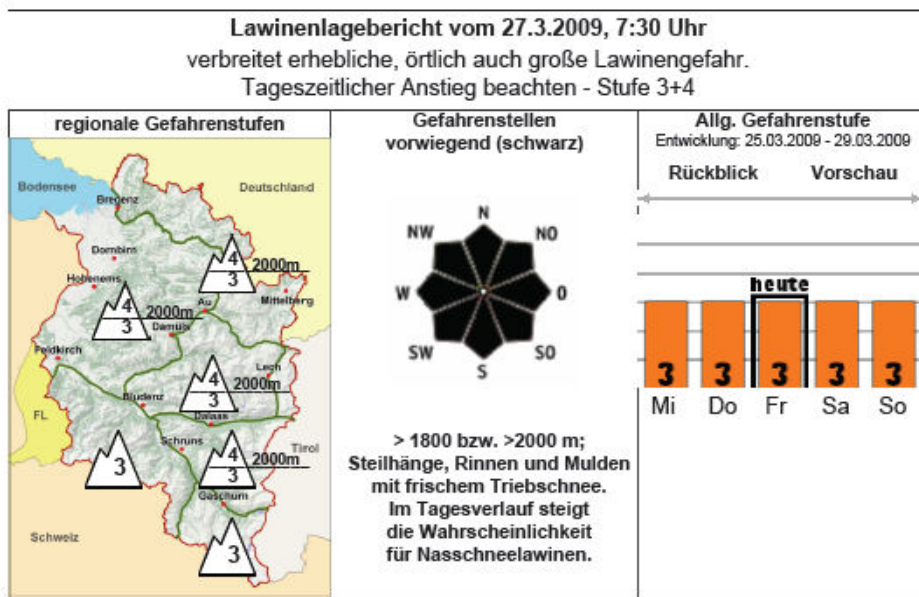 Lawinenlagebericht vom 27.3.2009, 7:30 Uhr
verbreitet erhebliche, örtlich auch große Lawinengefahr.
Tageszeitlicher Anstieg beachten - Stufe 3+4
regionale Gefahrenstufen
Bodensee
Deutschland
Bregenz
Dornbirn
4
3
2000m
Hohenems
Au
Mittelberg
4
3
2000m
Damüls
Feldkirch
Lech
4
3
2000m
FL
Bludenz
Dalaas
Schruns
Tirol
3
4
3
2000m
Gaschurn
Schweiz
3
Gefahrenstellen
vorwiegend (schwarz)
N
NW
NO
W
O
SW
SO
S
> 1800 bzw. >2000 m;
Steilhänge, Rinnen und Mulden
mit frischem Triebschnee.
Im Tagesverlauf steigt
die Wahrscheinlichkeit
für Nasschneelawinen.
Allg. Gefahrenstufe
Entwicklung: 25.03.2009 - 29.03.2009
Rückblick Vorschau
heute
3 3 3 3 3
Mi Do Fr Sa So